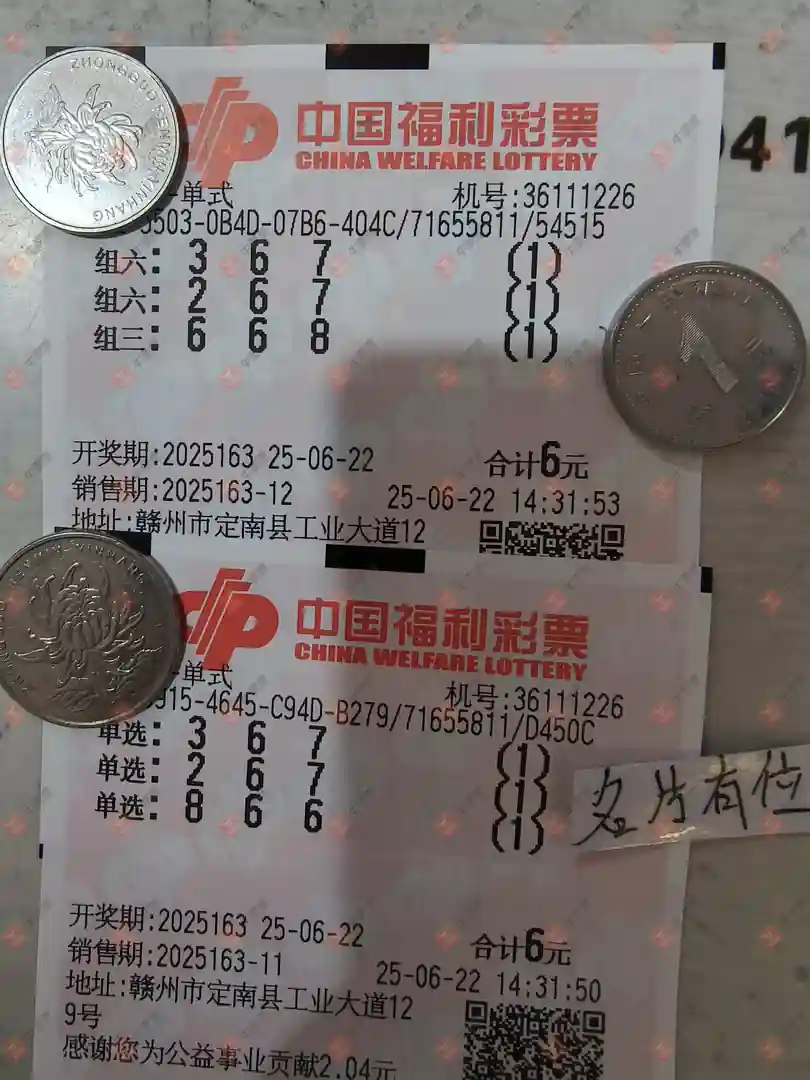 中国福利彩票
CHINA WELFARE LOTTERY
041
单式
机号:36111226
503-0B4D-07B6-404C/71655811/54515
组六: 3 6 7 (1)
组六: 2 6 7 (1)
组三: 6 6 8 (1)
开奖期:2025163 25-06-22 合计6元
销售期:2025163-12 25-06-22 14:31:53
地址:赣州市定南县工业大道12
中国福利彩票
CHINA WELFARE LOTTERY
单式
机号:36111226
915-4645-C94D-B279/71655811/D450C
单选: 3 6 7 (1)
单选: 2 6 7 (1)
单选: 8 6 6 (1)
名片有位
开奖期:2025163 25-06-22 合计6元
销售期:2025163-11 25-06-22 14:31:50
地址:赣州市定南县工业大道12
9号
感谢您为公益事业贡献2.04元